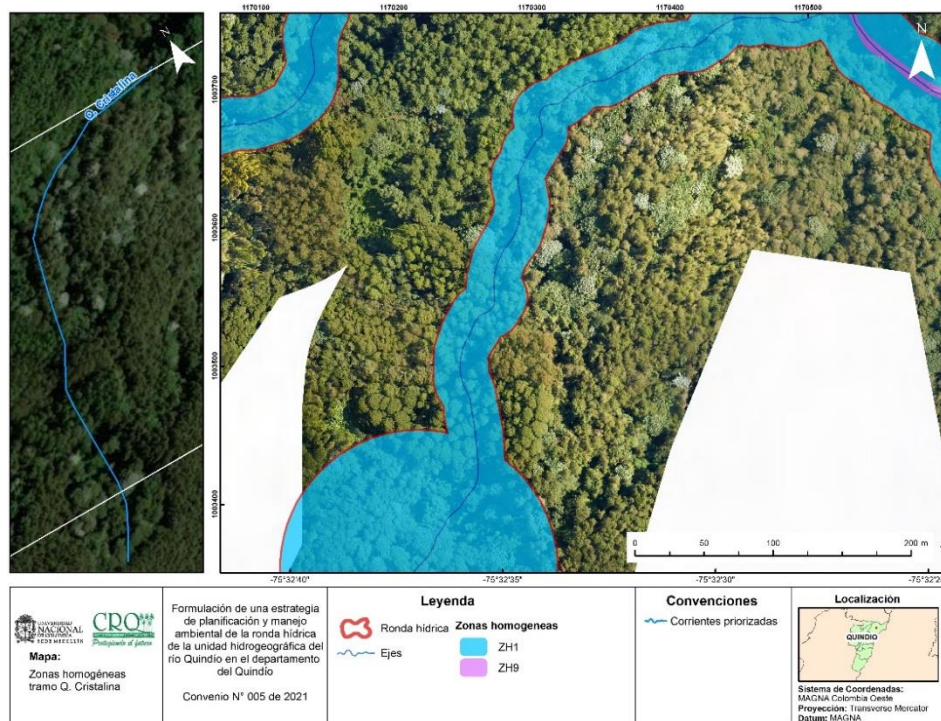 1170100
1170200
1170300
1170400
1170500
N
N
Q. Cristalina
1003700
1003600
1003500
1003400
0
50
100
200 m
-75°32'40"
-75°32'35"
-75°32'30"
UNIVERSIDAD
NACIONAL
DE COLOMBIA
SEDE MEDELLÍN
CRQ
Protegiendo el futuro
Mapa:
Zonas homogéneas
tramo Q. Cristalina
Formulación de una estrategia
de planificación y manejo
ambiental de la ronda hídrica
de la unidad hidrogeográfica del
río Quindío en el departamento
del Quindío
Convenio N° 005 de 2021
Leyenda
Ronda hídrica
Ejes
Zonas homogeneas
ZH1
ZH9
Convenciones
Corrientes priorizadas
Localización
QUINDIO
Sistema de Coordenadas:
MAGNA Colombia Oeste
Proyección: Transverse Mercator
Datum: MAGNA